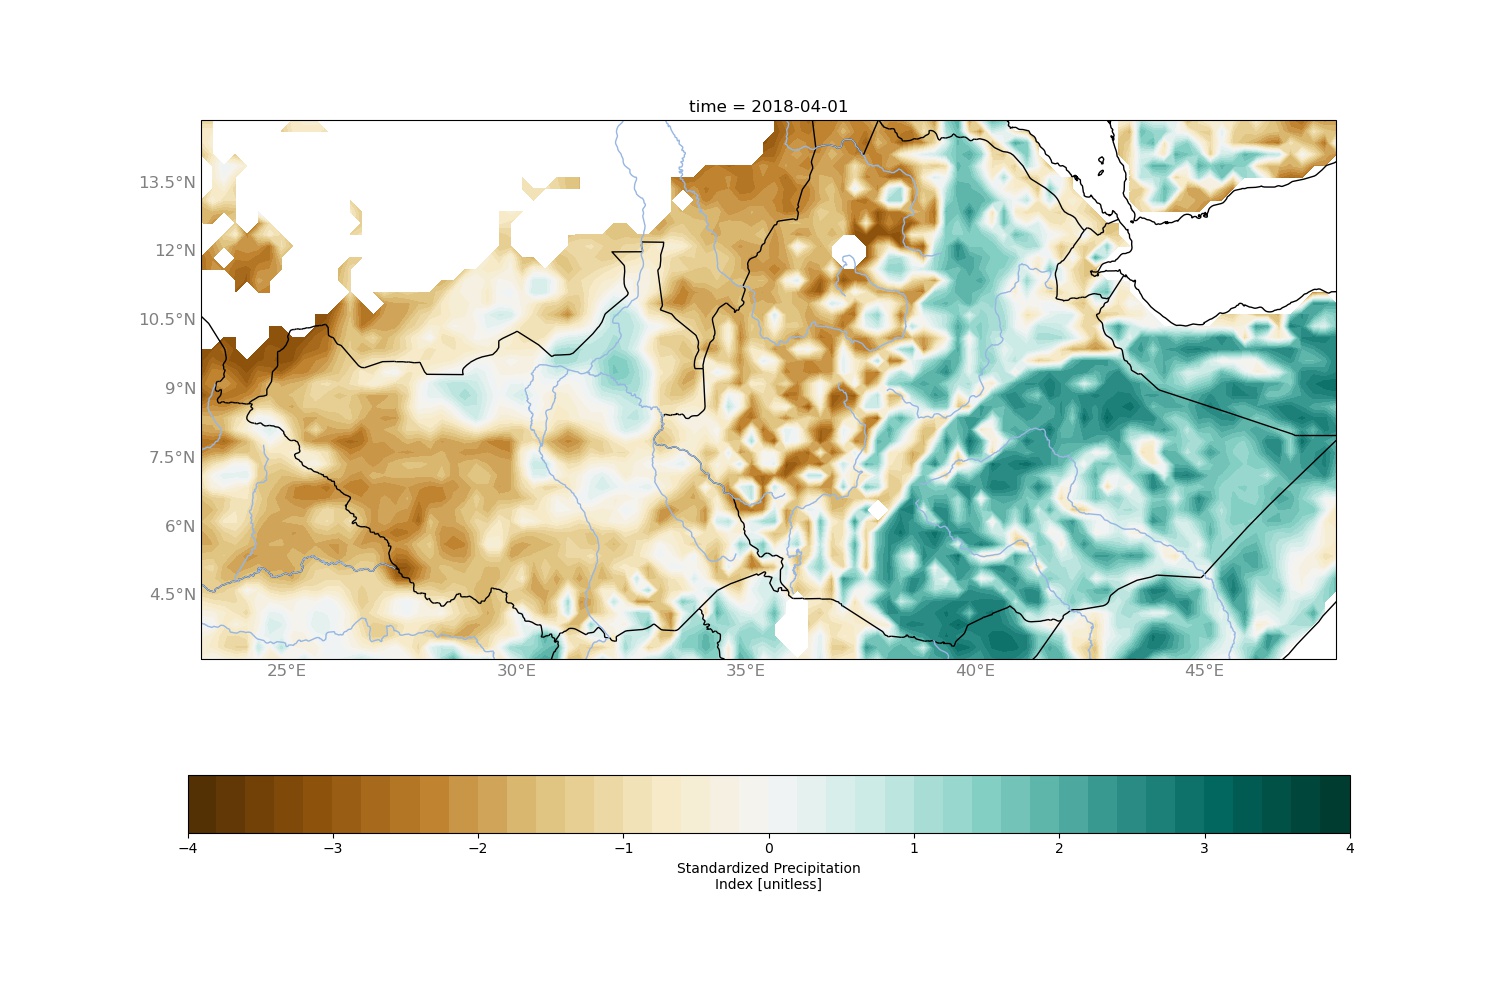 time = 2018-04-01
13.5°N
12°N
10.5°N
9°N
7.5°N
6°N
4.5°N
25°E
30°E
35°E
40°E
45°E
−4
−3
−2
−1
0
1
2
3
4
Standardized Precipitation
Index [unitless]